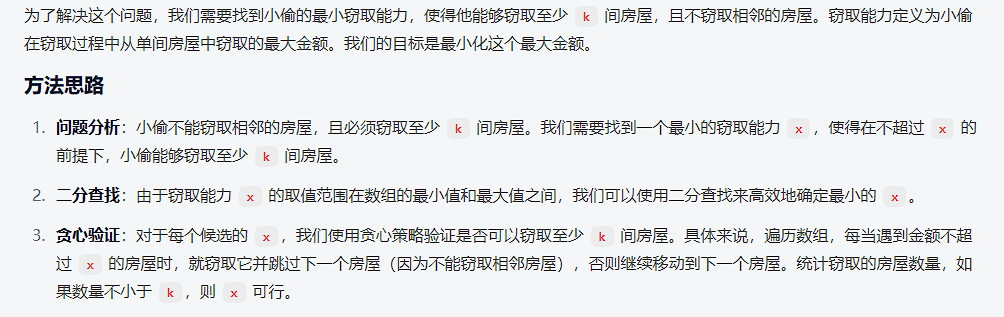 为了解决这个问题，我们需要找到小偷的最小窃取能力，使得他能够窃取至少 k 间房屋，且不窃取相邻的房屋。窃取能力定义为小偷
在窃取过程中从单间房屋中窃取的最大金额。我们的目标是最小化这个最大金额。
方法思路
1. 问题分析：小偷不能窃取相邻的房屋，且必须窃取至少 k 间房屋。我们需要找到一个最小的窃取能力 x ，使得在不超过 x 的
前提下，小偷能够窃取至少 k 间房屋。
2. 二分查找：由于窃取能力 x 的取值范围在数组的最小值和最大值之间，我们可以使用二分查找来高效地确定最小的 x 。
3. 贪心验证：对于每个候选的 x ，我们使用贪心策略验证是否可以窃取至少 k 间房屋。具体来说，遍历数组，每当遇到金额不超
过 x 的房屋时，就窃取它并跳过下一个房屋（因为不能窃取相邻房屋），否则继续移动到下一个房屋。统计窃取的房屋数量，如
果数量不小于 k ，则 x 可行。